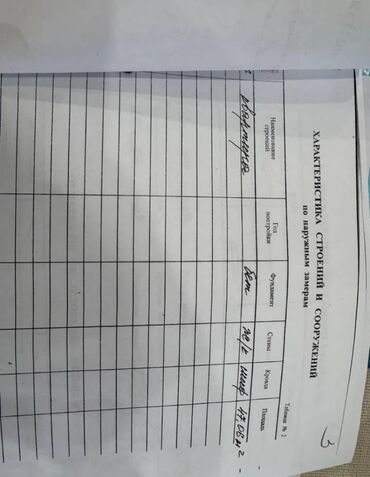 3
ХАРАКТЕРИСТИКА СТРОЕНИЙ И СООРУЖЕНИЙ
по наружным замерам
Таблица № 2
Наименование строений Год постройки Фундамент Стены Кровля Площадь
квартира бет ж/б шиф 47,06 м²